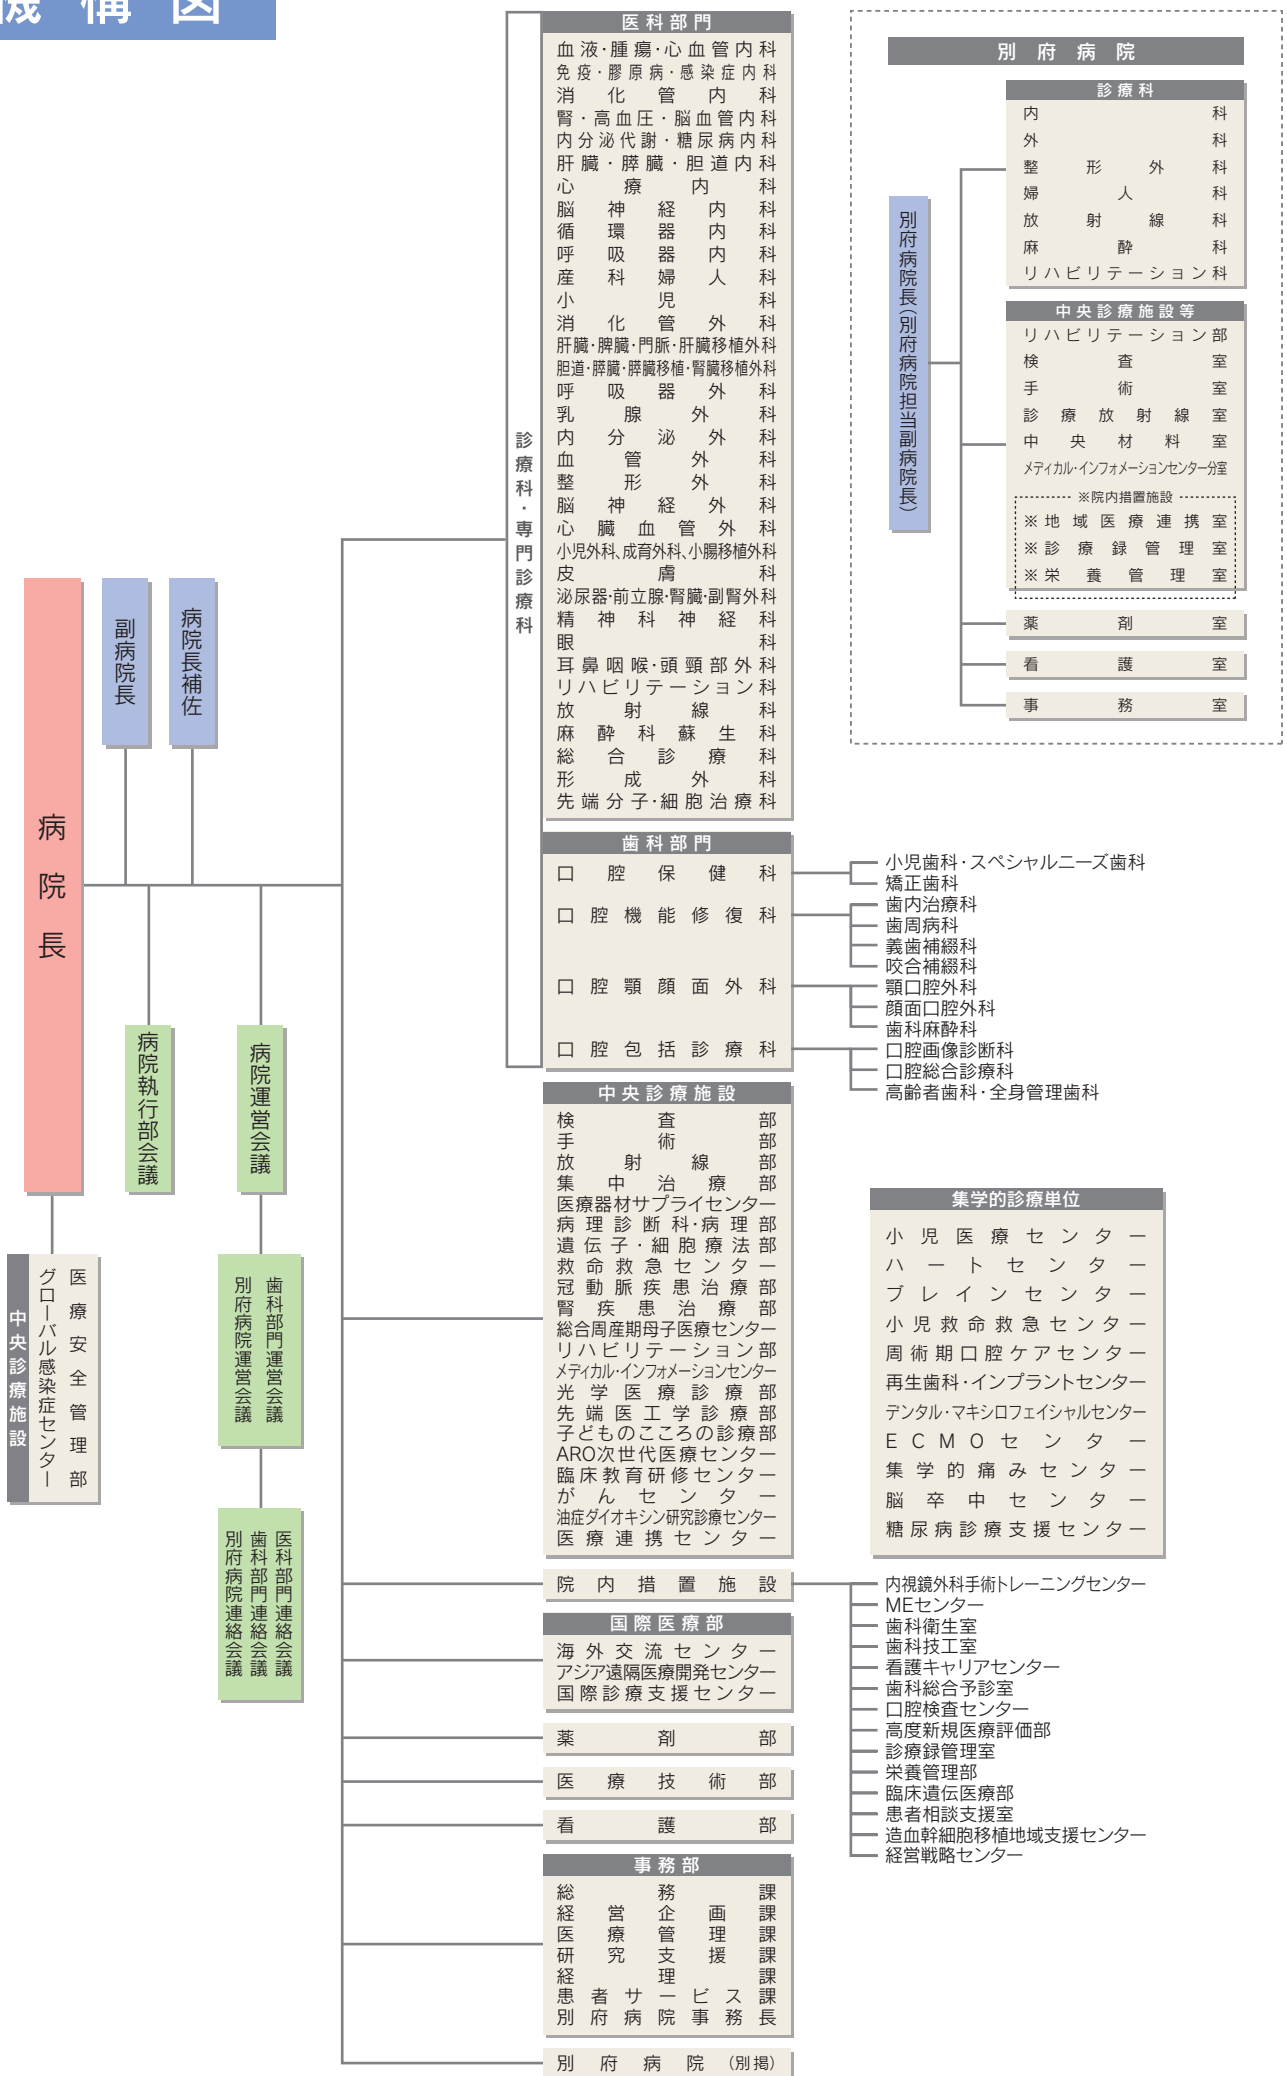 機構図
病院長
副病院長
病院長補佐
病院執行部会議
病院運営会議
歯科部門運営会議
別府病院運営会議
医科部門連絡会議
歯科部門連絡会議
別府病院連絡会議
中央診療施設
医療安全管理部
グローバル感染症センター
診療科・専門診療科
医科部門
血液・腫瘍・心血管内科
免疫・膠原病・感染症内科
消化管内科
腎・高血圧・脳血管内科
内分泌代謝・糖尿病内科
肝臓・膵臓・胆道内科
心療内科
脳神経内科
循環器内科
呼吸器内科
産科婦人科
小児科
消化管外科
肝臓・脾臓・門脈・肝臓移植外科
胆道・膵臓・膵臓移植・腎臓移植外科
呼吸器外科
乳腺外科
内分泌外科
血管外科
整形外科
脳神経外科
心臓血管外科
小児外科、成育外科、小腸移植外科
皮膚科
泌尿器・前立腺・腎臓・副腎外科
精神科神経科
眼科
耳鼻咽喉・頭頸部外科
リハビリテーション科
放射線科
麻酔科蘇生科
総合診療科
形成外科
先端分子・細胞治療科
歯科部門
口腔保健科
小児歯科・スペシャルニーズ歯科
矯正歯科
口腔機能修復科
歯内治療科
歯周病科
義歯補綴科
咬合補綴科
口腔顎顔面外科
顎口腔外科
顔面口腔外科
歯科麻酔科
口腔包括診療科
口腔画像診断科
口腔総合診療科
高齢者歯科・全身管理歯科
中央診療施設
検査部
手術部
放射線部
集中治療部
医療器材サプライセンター
病理診断科・病理部
遺伝子・細胞療法部
救命救急センター
冠動脈疾患治療部
腎疾患治療部
総合周産期母子医療センター
リハビリテーション部
メディカル・インフォメーションセンター
光学医療診療部
先端医工学診療部
子どものこころの診療部
ARO次世代医療センター
臨床教育研修センター
がんセンター
油症ダイオキシン研究診療センター
医療連携センター
院内措置施設
内視鏡外科手術トレーニングセンター
MEセンター
歯科衛生室
歯科技工室
看護キャリアセンター
歯科総合予診室
口腔検査センター
高度新規医療評価部
診療録管理室
栄養管理部
臨床遺伝医療部
患者相談支援室
造血幹細胞移植地域支援センター
経営戦略センター
国際医療部
海外交流センター
アジア遠隔医療開発センター
国際診療支援センター
薬剤部
医療技術部
看護部
事務部
総務課
経営企画課
医療管理課
研究支援課
経理課
患者サービス課
別府病院事務長
別府病院（別掲）
集学的診療単位
小児医療センター
ハートセンター
ブレインセンター
小児救命救急センター
周術期口腔ケアセンター
再生歯科・インプラントセンター
デンタル・マキシロフェイシャルセンター
ECMOセンター
集学的痛みセンター
脳卒中センター
糖尿病診療支援センター
別府病院
別府病院長（別府病院担当副病院長）
診療科
内科
外科
整形外科
婦人科
放射線科
麻酔科
リハビリテーション科
中央診療施設等
リハビリテーション部
検査室
手術室
診療放射線室
中央材料室
メディカル・インフォメーションセンター分室
※院内措置施設
※地域医療連携室
※診療録管理室
※栄養管理室
薬剤室
看護室
事務室